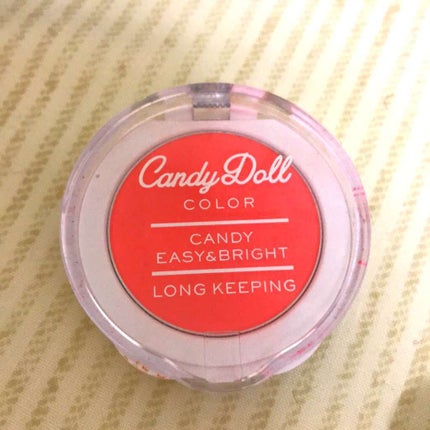 Candy Doll
COLOR
CANDY
EASY&BRIGHT
LONG KEEPING